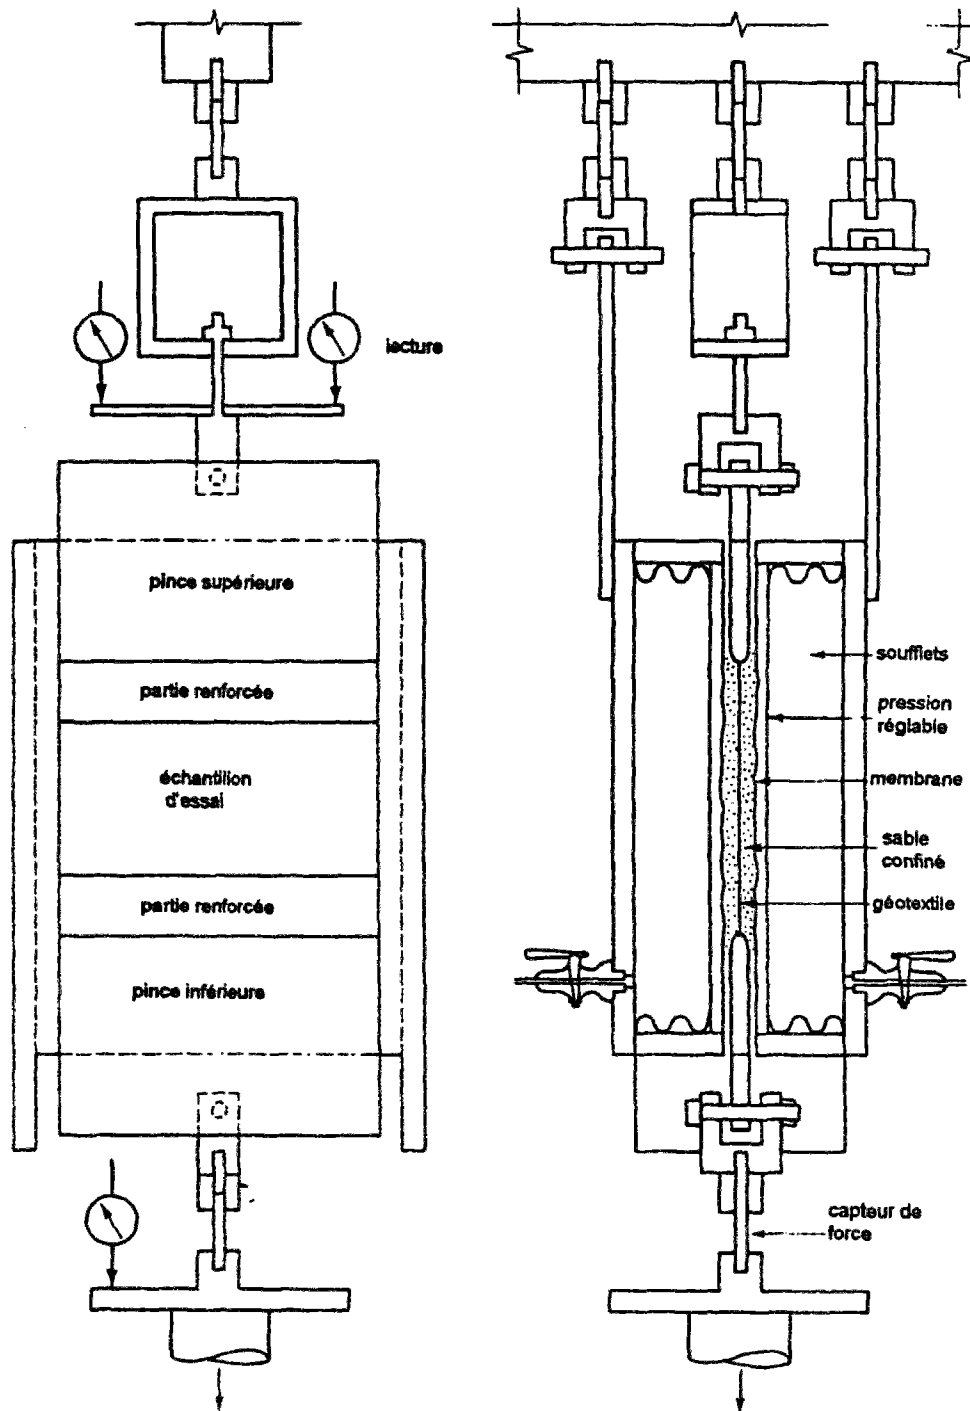 lecture
pince supérieure
partie renforcée
échantillon
d'essai
partie renforcée
pince inférieure
soufflets
pression
réglable
membrane
sable
confiné
géotextile
capteur de
force